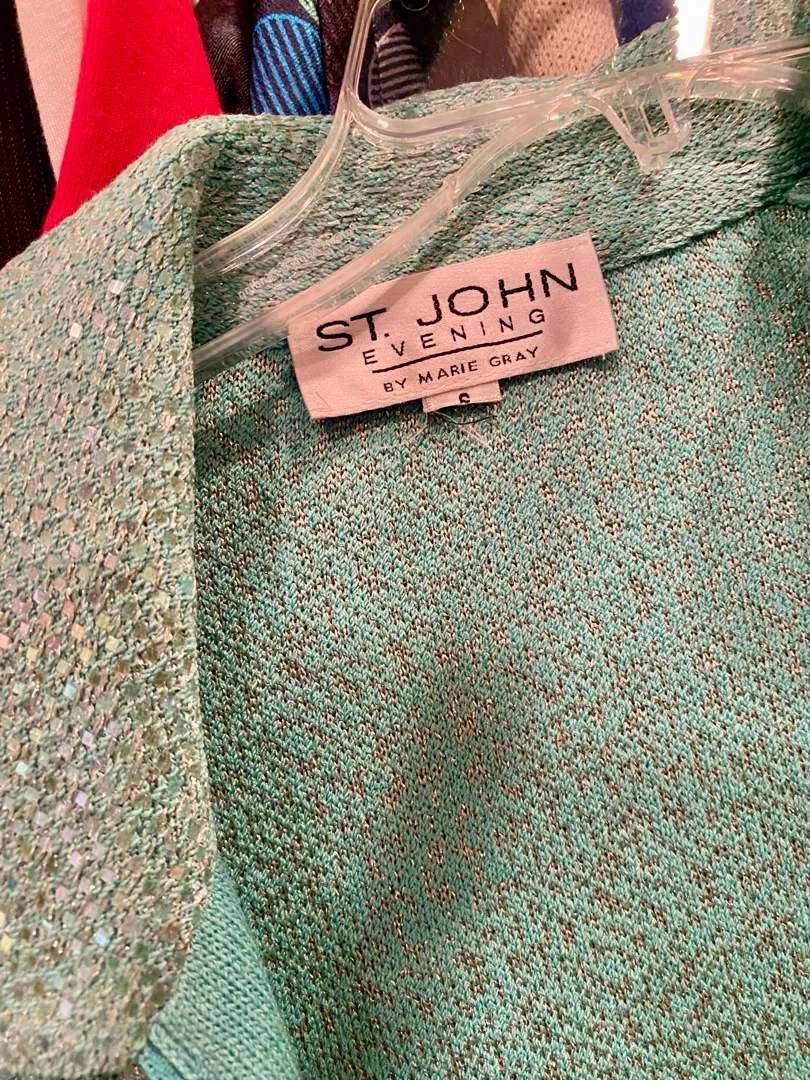 ST. JOHN
EVENING
BY MARIE GRAY
S